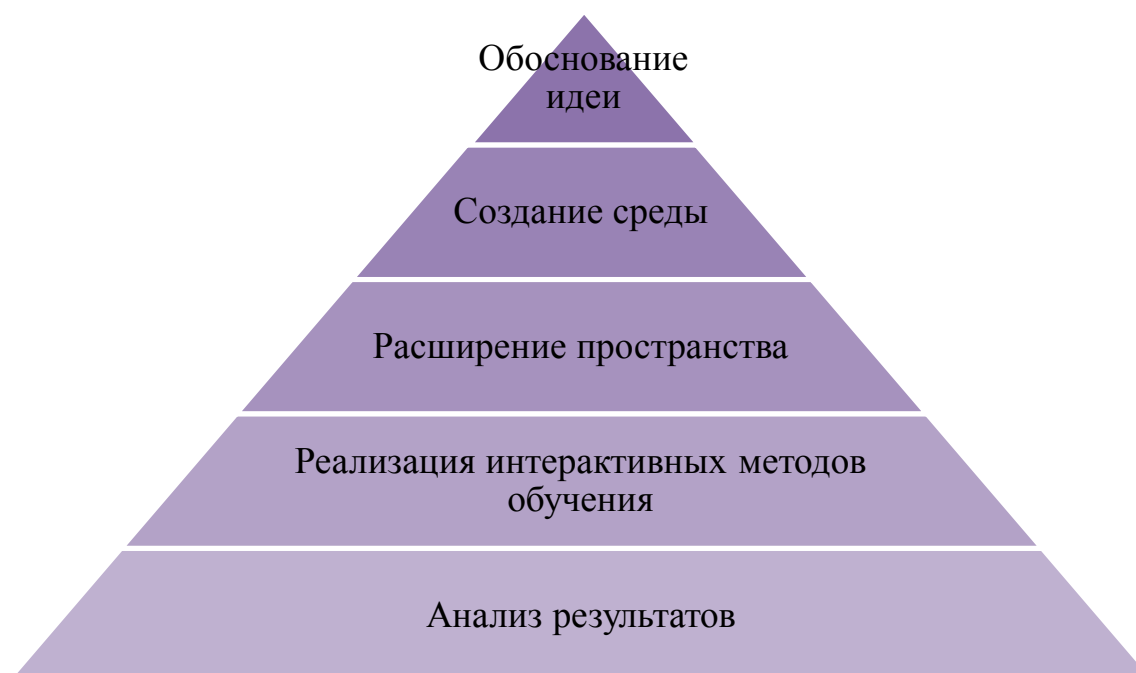 Обоснование
идеи
Создание среды
Расширение пространства
Реализация интерактивных методов
обучения
Анализ результатов